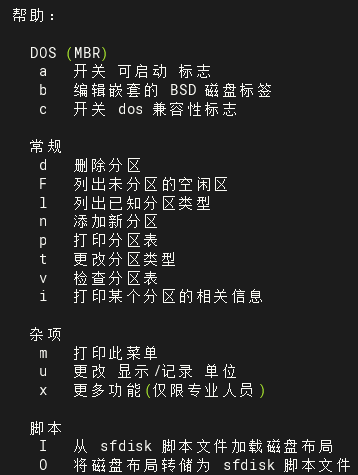 帮助：
DOS (MBR)
a 开关 可启动 标志
b 编辑嵌套的 BSD 磁盘标签
c 开关 dos 兼容性标志
常规
d 删除分区
F 列出未分区的空闲区
l 列出已知分区类型
n 添加新分区
p 打印分区表
t 更改分区类型
v 检查分区表
i 打印某个分区的相关信息
杂项
m 打印此菜单
u 更改 显示/记录 单位
x 更多功能(仅限专业人员)
脚本
I 从 sfdisk 脚本文件加载磁盘布局
O 将磁盘布局转储为 sfdisk 脚本文件